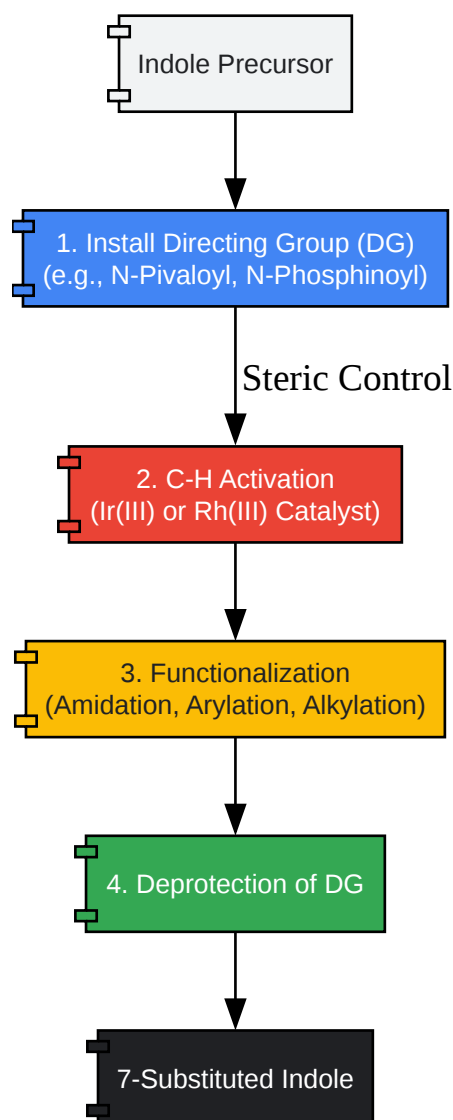 Indole Precursor
1. Install Directing Group (DG)
(e.g., N-Pivaloyl, N-Phosphinoyl)
Steric Control
2. C-H Activation
(Ir(III) or Rh(III) Catalyst)
3. Functionalization
(Amidation, Arylation, Alkylation)
4. Deprotection of DG
7-Substituted Indole